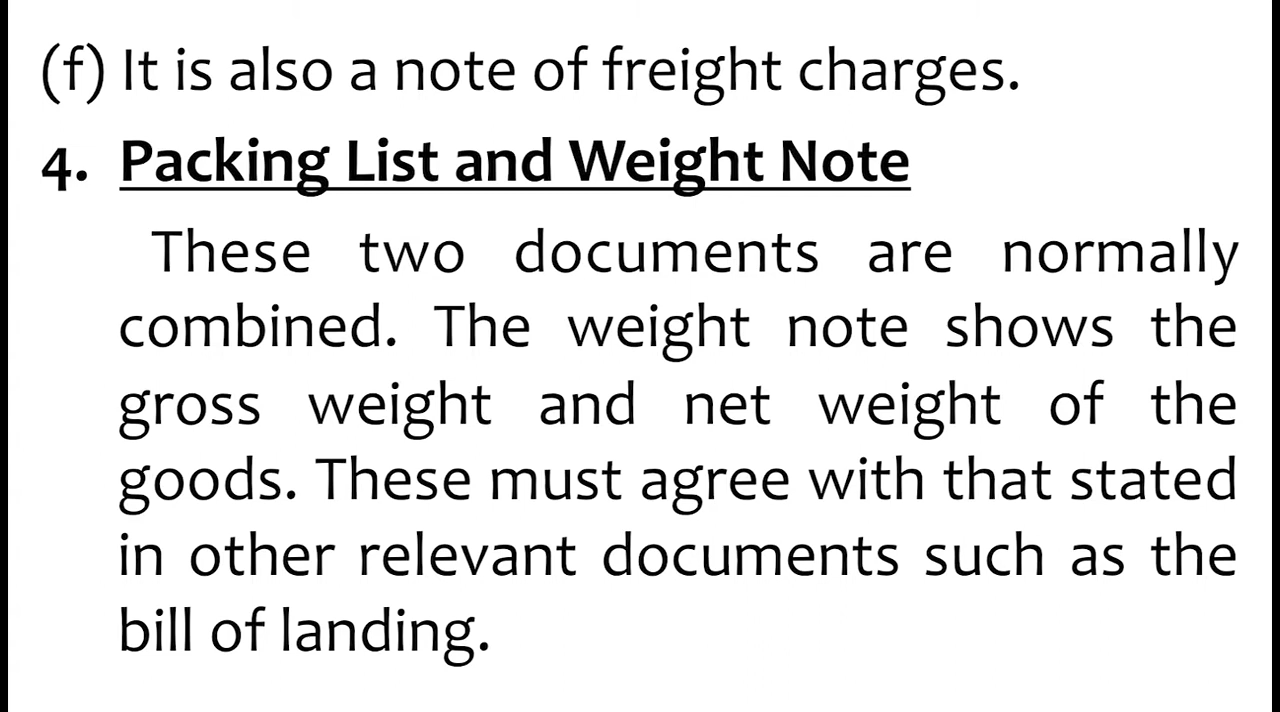 (f) It is also a note of freight charges.
4. Packing List and Weight Note
These two documents are normally
combined. The weight note shows the
gross weight and net weight of the
goods. These must agree with that stated
in other relevant documents such as the
bill of landing.